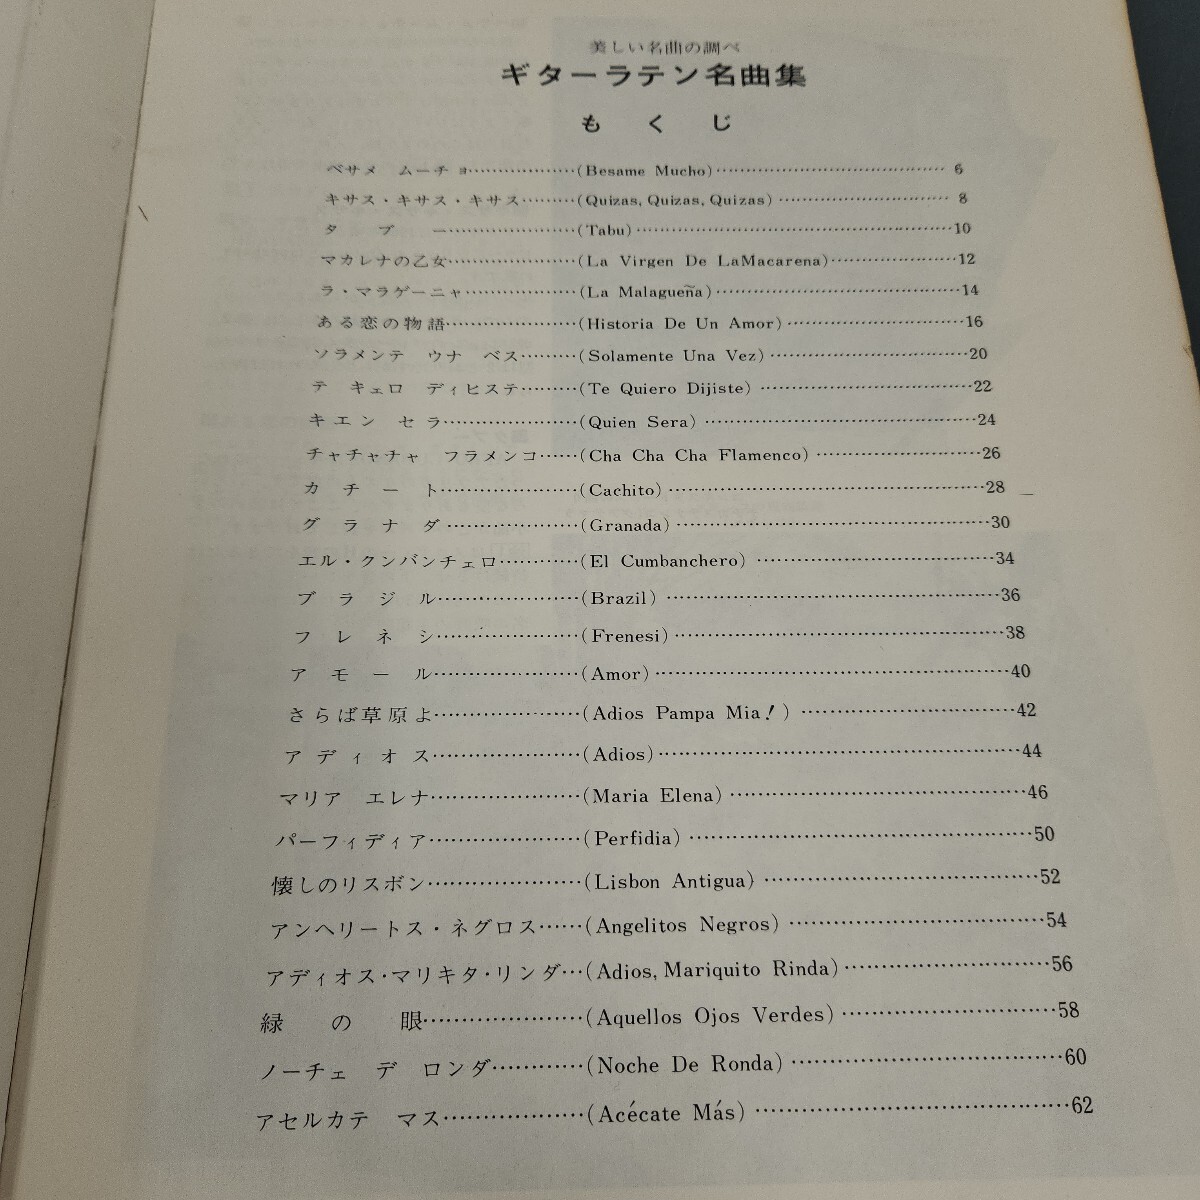 美しい名曲の調べ
ギターラテン名曲集
もくじ
ベサメ ムーチョ………………(Besame Mucho)………………………………… 6
キサス・キサス・キサス………(Quizas, Quizas, Quizas)………………………… 8
タブー…………………(Tabu)………………………………………………10
マカレナの乙女…………………(La Virgen De LaMacarena)…………………12
ラ・マラゲーニャ………………(La Malagueña)……………………………………14
ある恋の物語…………………(Historia De Un Amor)…………………………16
ソラメンテ ウナ ベス………(Solamente Una Vez)……………………………20
テ キェロ ディヒステ………(Te Quiero Dijiste)………………………………22
キエン セラ…………………(Quien Sera)………………………………………24
チャチャチャ フラメンコ……(Cha Cha Cha Flamenco)………………………26
カチート…………………(Cachito)……………………………………………28
グラナダ…………………(Granada)……………………………………………30
エル・クンバンチェロ…………(El Cumbanchero)…………………………………34
ブラジル…………………(Brazil)………………………………………………36
フレネシ…………………(Frenesi)……………………………………………38
アモール…………………(Amor)…………………………………………………40
さらば草原よ…………………(Adios Pampa Mia!)……………………………42
アディオス…………………(Adios)…………………………………………………44
マリア エレナ…………………(Maria Elena)………………………………………46
パーフィディア…………………(Perfidia)……………………………………………50
懐しのリスボン…………………(Lisbon Antigua)……………………………………52
アンヘリートス・ネグロス……(Angelitos Negros)…………………………………54
アディオス・マリキタ・リンダ…(Adios, Mariquito Rinda)…………………………56
緑の眼…………………(Aquellos Ojos Verdes)……………………………58
ノーチェ デ ロンダ…………(Noche De Ronda)…………………………………60
アセルカテ マス………………(Acécate Más)………………………………………62